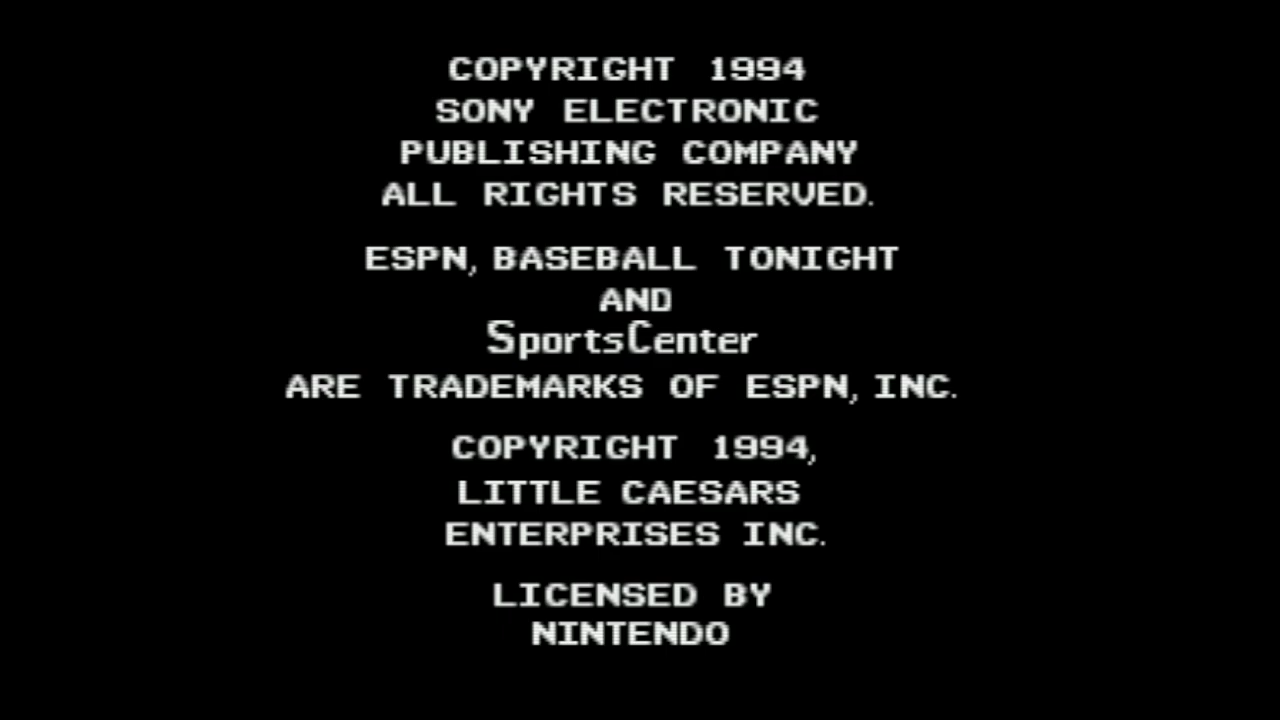 COPYRIGHT 1994
SONY ELECTRONIC
PUBLISHING COMPANY
ALL RIGHTS RESERVED.
ESPN, BASEBALL TONIGHT
AND
SportsCenter
ARE TRADEMARKS OF ESPN, INC.
COPYRIGHT 1994,
LITTLE CAESARS
ENTERPRISES INC.
LICENSED BY
NINTENDO